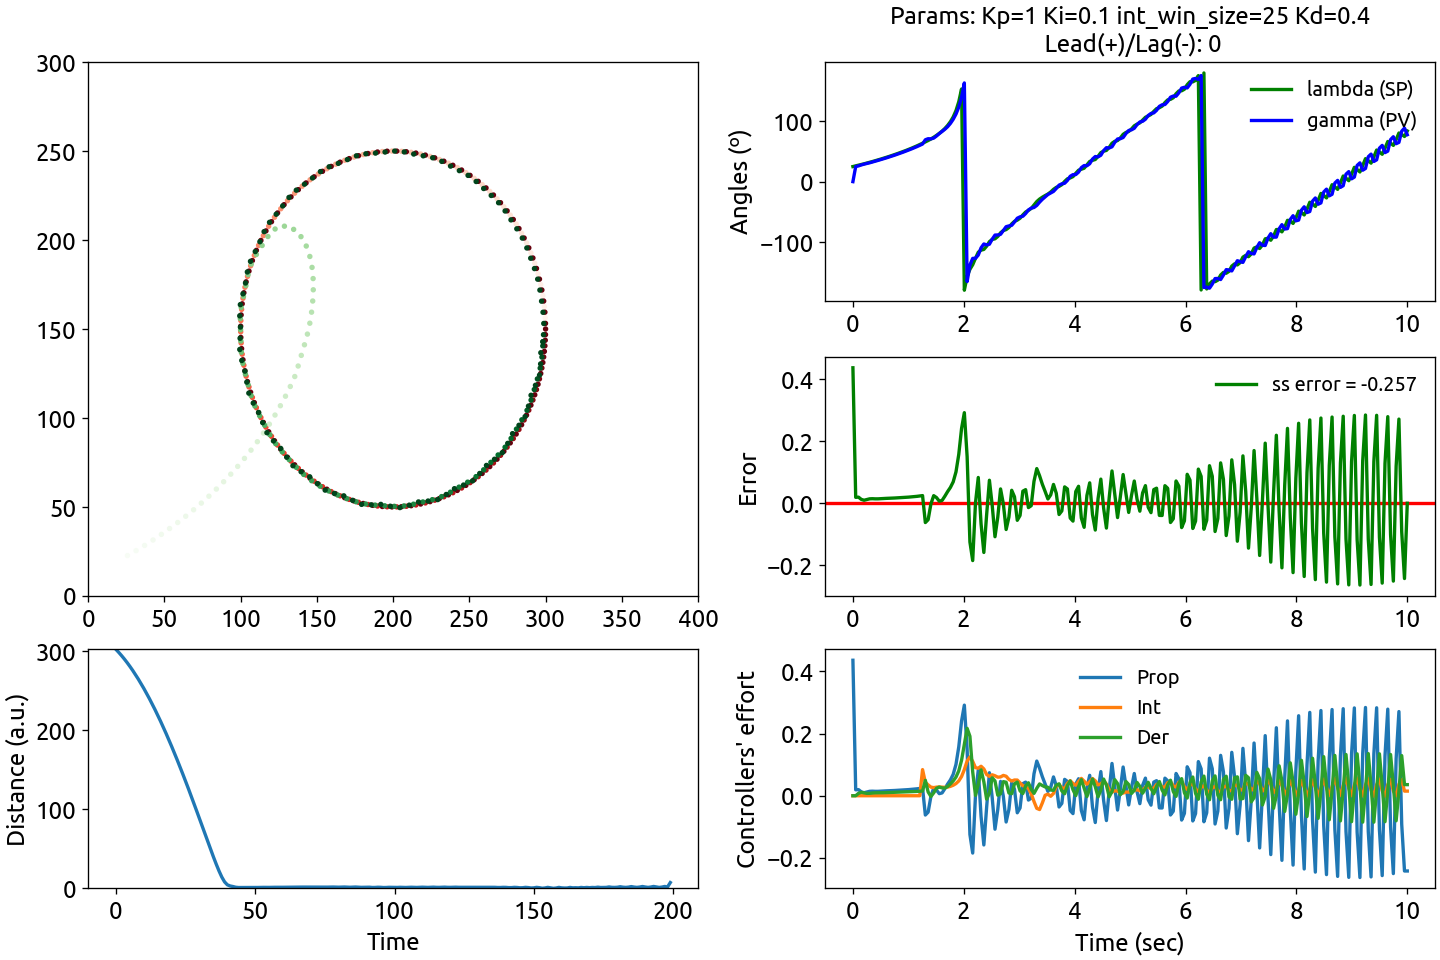 Params: Kp=1 Ki=0.1 int_win_size=25 Kd=0.4
Lead(+)/Lag(-): 0
300
250
200
150
100
50
0
0 50 100 150 200 250 300 350 400
Angles (º)
100
0
−100
lambda (SP)
gamma (PV)
0 2 4 6 8 10
Error
0.4
0.2
0.0
−0.2
ss error = -0.257
0 2 4 6 8 10
Distance (a.u.)
300
200
100
0
0 50 100 150 200
Time
Controllers' effort
0.4
0.2
0.0
−0.2
Prop
Int
Der
0 2 4 6 8 10
Time (sec)